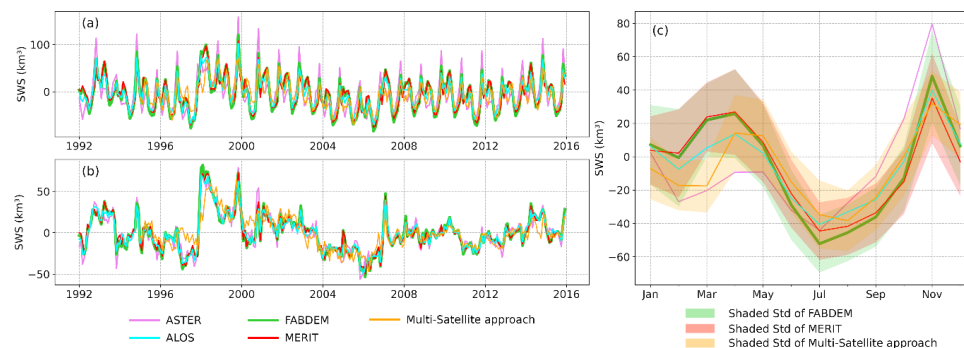 (a)
SWS (km³)
100
0
1992
1996
2000
2004
2008
2012
2016
(b)
SWS (km³)
50
0
−50
1992
1996
2000
2004
2008
2012
2016
ASTER
FABDEM
Multi-Satellite approach
ALOS
MERIT
(c)
SWS (km³)
80
60
40
20
0
−20
−40
−60
Jan
Mar
May
Jul
Sep
Nov
Shaded Std of FABDEM
Shaded Std of MERIT
Shaded Std of Multi-Satellite approach